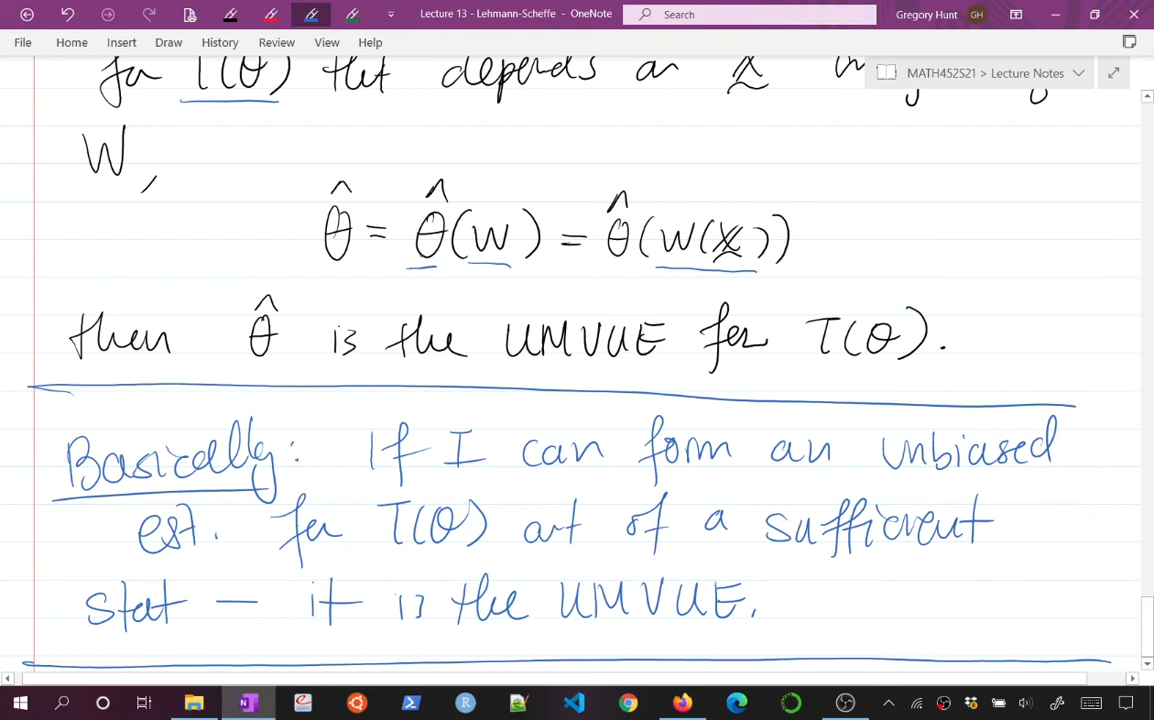 Lecture 13 - Lehmann-Scheffe - OneNote
Search
Gregory Hunt GH
File Home Insert Draw History Review View Help
MATH452S21 > Lecture Notes
for T(θ) that depends on X
W,
θ̂ = θ̂(W) = θ̂(W(X))
then θ̂ is the UMVUE for T(θ).
Basically: If I can form an unbiased
est. for T(θ) out of a sufficient
stat — it is the UMVUE.